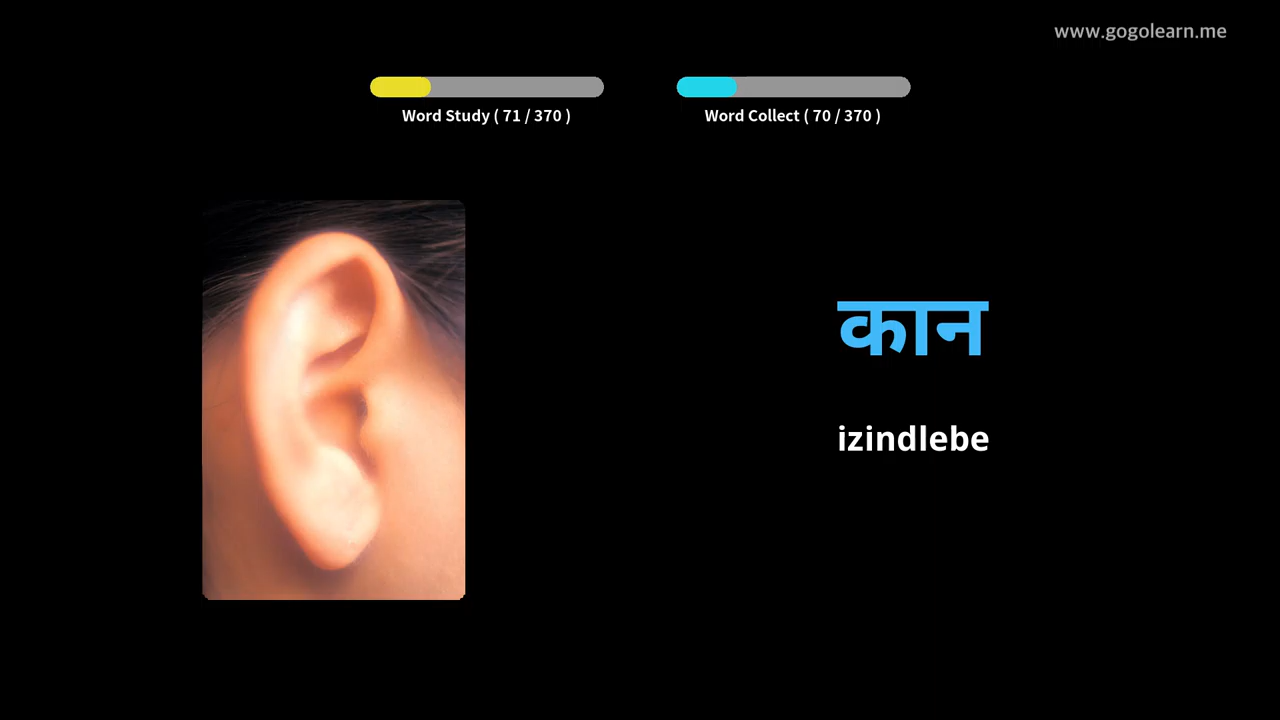 www.gogolearn.me
Word Study ( 71 / 370 )
Word Collect ( 70 / 370 )
कान
izindlebe